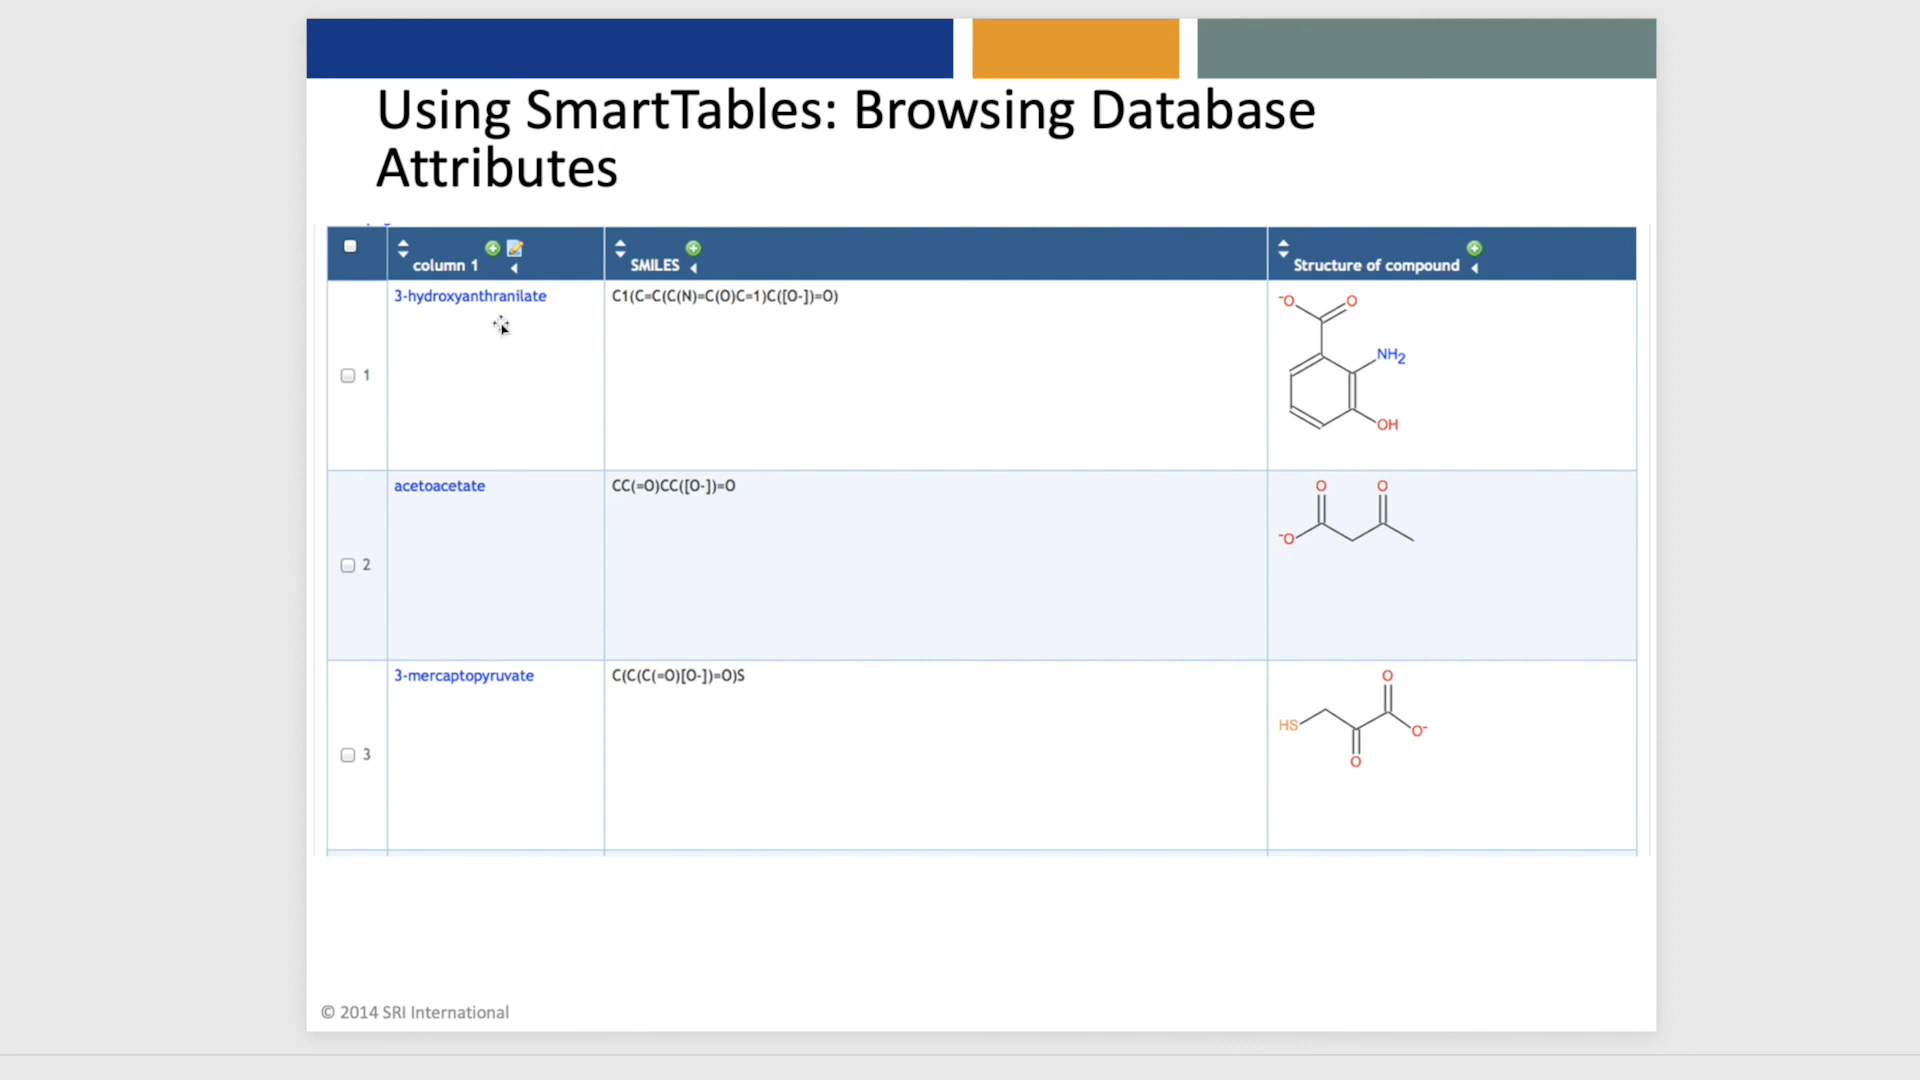 Using SmartTables: Browsing Database
Attributes
column 1
SMILES
Structure of compound
1
3-hydroxyanthranilate
C1(C=C(C(N)=C(O)C=1)C([O-])=O)
-O
O
NH2
OH
2
acetoacetate
CC(=O)CC([O-])=O
O
O
-O
3
3-mercaptopyruvate
C(C(C(=O)[O-])=O)S
O
HS
O-
O
© 2014 SRI International